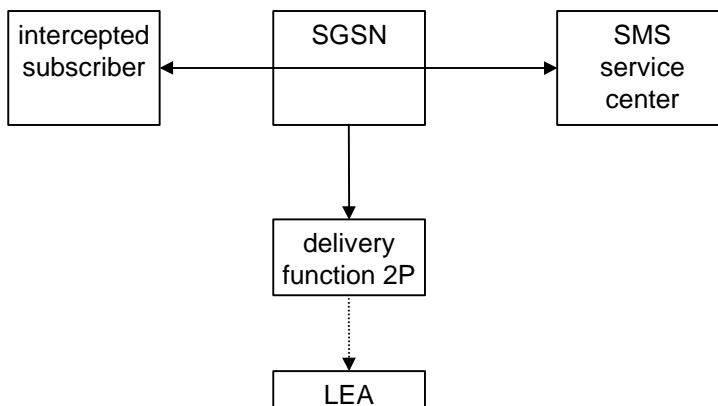 intercepted
subscriber
SGSN
SMS
service
center
delivery
function 2P
LEA